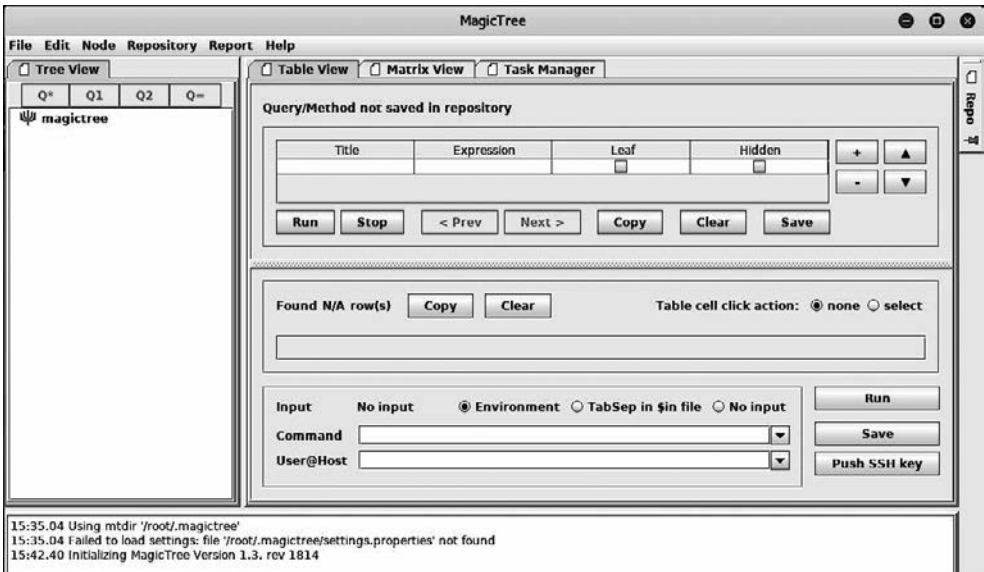 MagicTree
File Edit Node Repository Report Help
Tree View
Q* Q1 Q2 Q=
magictree
Table View Matrix View Task Manager
Query/Method not saved in repository
Title Expression Leaf Hidden
+ ▲
- ▼
Run Stop < Prev Next > Copy Clear Save
Found N/A row(s) Copy Clear Table cell click action: none select
Input No input Environment TabSep in $in file No input
Command
User@Host
Run
Save
Push SSH key
Repo
15:35.04 Using mtdir '/root/.magictree'
15:35.04 Failed to load settings: file '/root/.magictree/settings.properties' not found
15:42.40 Initializing MagicTree Version 1.3, rev 1814